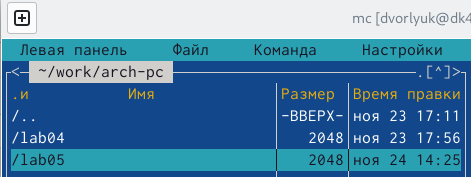 mc [dvorlyuk@dk4
Левая панель Файл Команда Настройки
<─ ~/work/arch-pc .[^]>
.и Имя Размер Время правки
/.. -ВВЕРХ- ноя 23 17:11
/lab04 2048 ноя 23 17:56
/lab05 2048 ноя 24 14:25